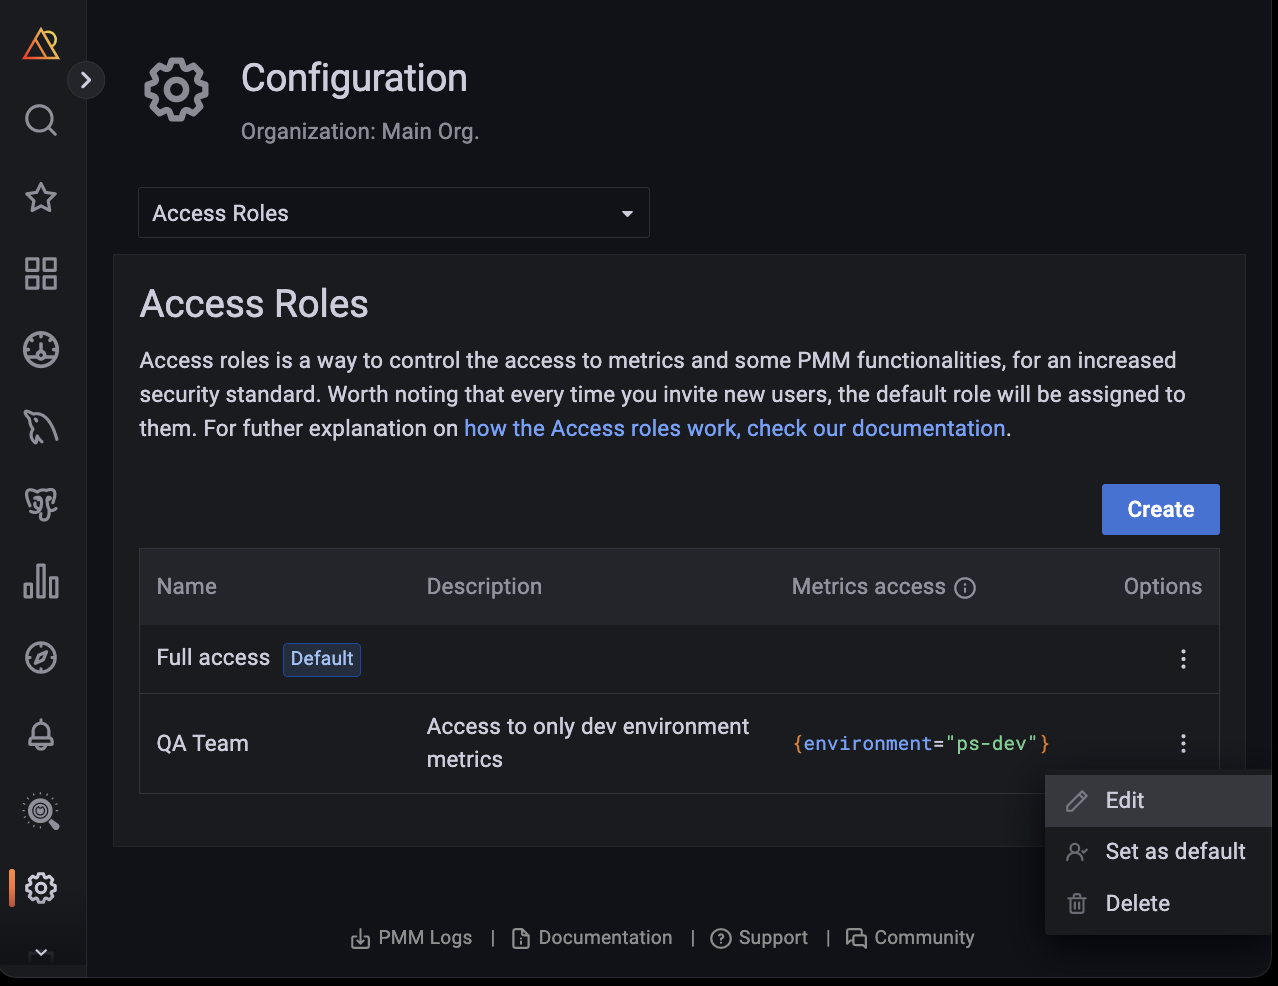 Configuration
Organization: Main Org.
Access Roles
Access Roles
Access roles is a way to control the access to metrics and some PMM functionalities, for an increased
security standard. Worth noting that every time you invite new users, the default role will be assigned to
them. For futher explanation on how the Access roles work, check our documentation.
Create
Name Description Metrics access Options
Full access Default
QA Team Access to only dev environment metrics {environment="ps-dev"}
Edit
Set as default
Delete
PMM Logs | Documentation | Support | Community